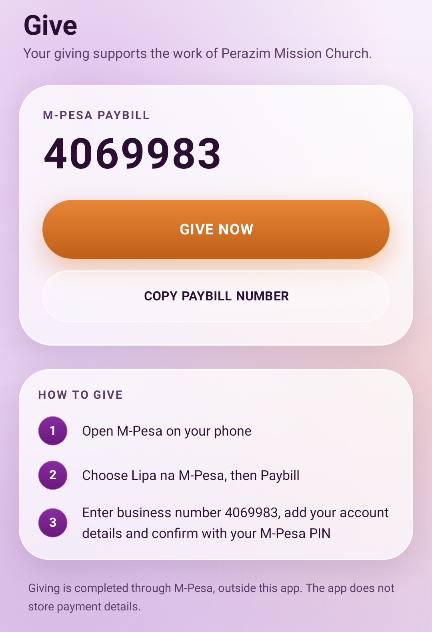 Give
Your giving supports the work of Perazim Mission Church.
M-PESA PAYBILL
4069983
GIVE NOW
COPY PAYBILL NUMBER
HOW TO GIVE
1 Open M-Pesa on your phone
2 Choose Lipa na M-Pesa, then Paybill
3 Enter business number 4069983, add your account
details and confirm with your M-Pesa PIN
Giving is completed through M-Pesa, outside this app. The app does not
store payment details.